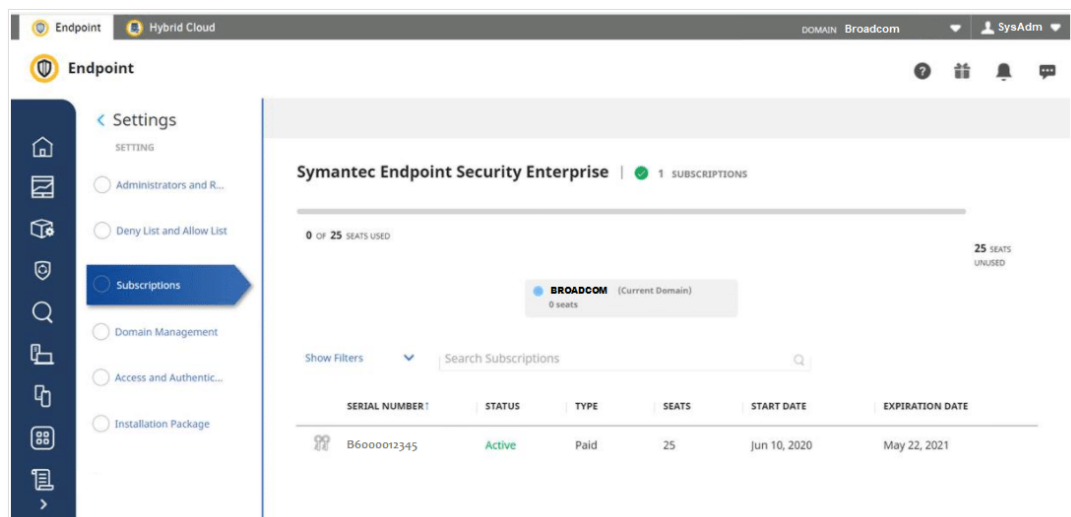 Endpoint
Hybrid Cloud
DOMAIN Broadcom
SysAdm
Endpoint
Settings
SETTING
Administrators and R...
Deny List and Allow List
Subscriptions
Domain Management
Access and Authentic...
Installation Package
Symantec Endpoint Security Enterprise | 1 SUBSCRIPTIONS
0 OF 25 SEATS USED
25 SEATS
UNUSED
BROADCOM (Current Domain)
0 seats
Show Filters
Search Subscriptions
SERIAL NUMBER↑ STATUS TYPE SEATS START DATE EXPIRATION DATE
B6000012345 Active Paid 25 Jun 10, 2020 May 22, 2021